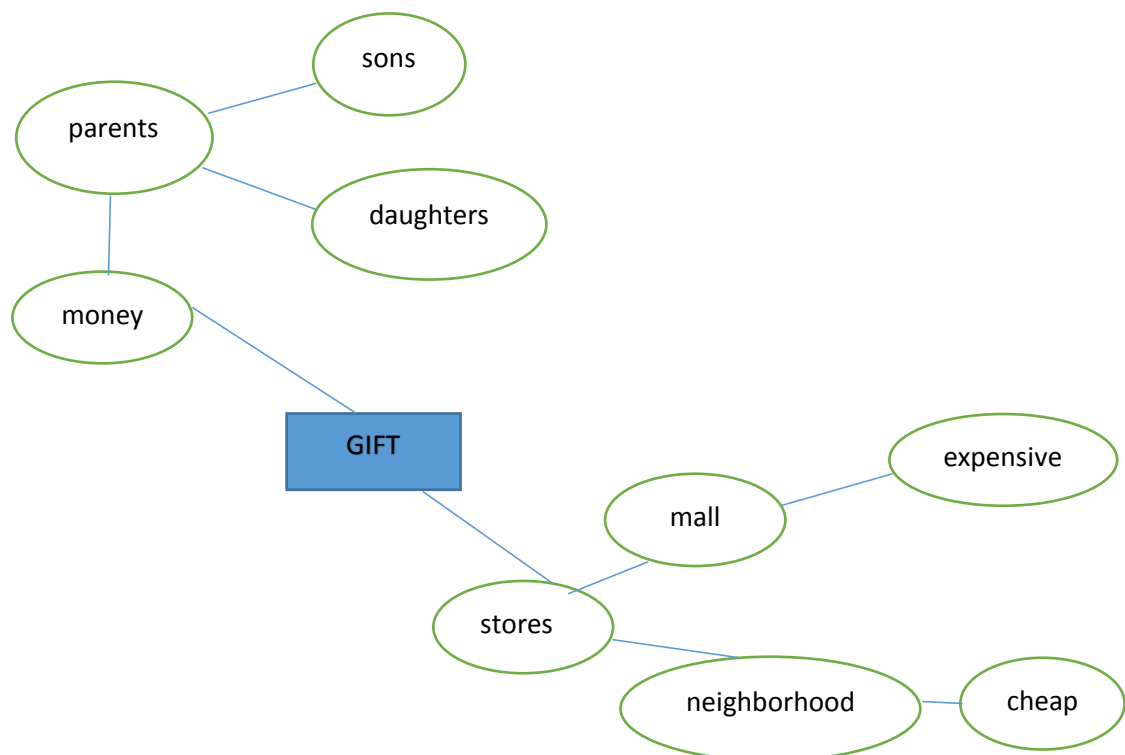 sons
parents
daughters
money
GIFT
expensive
mall
stores
neighborhood
cheap